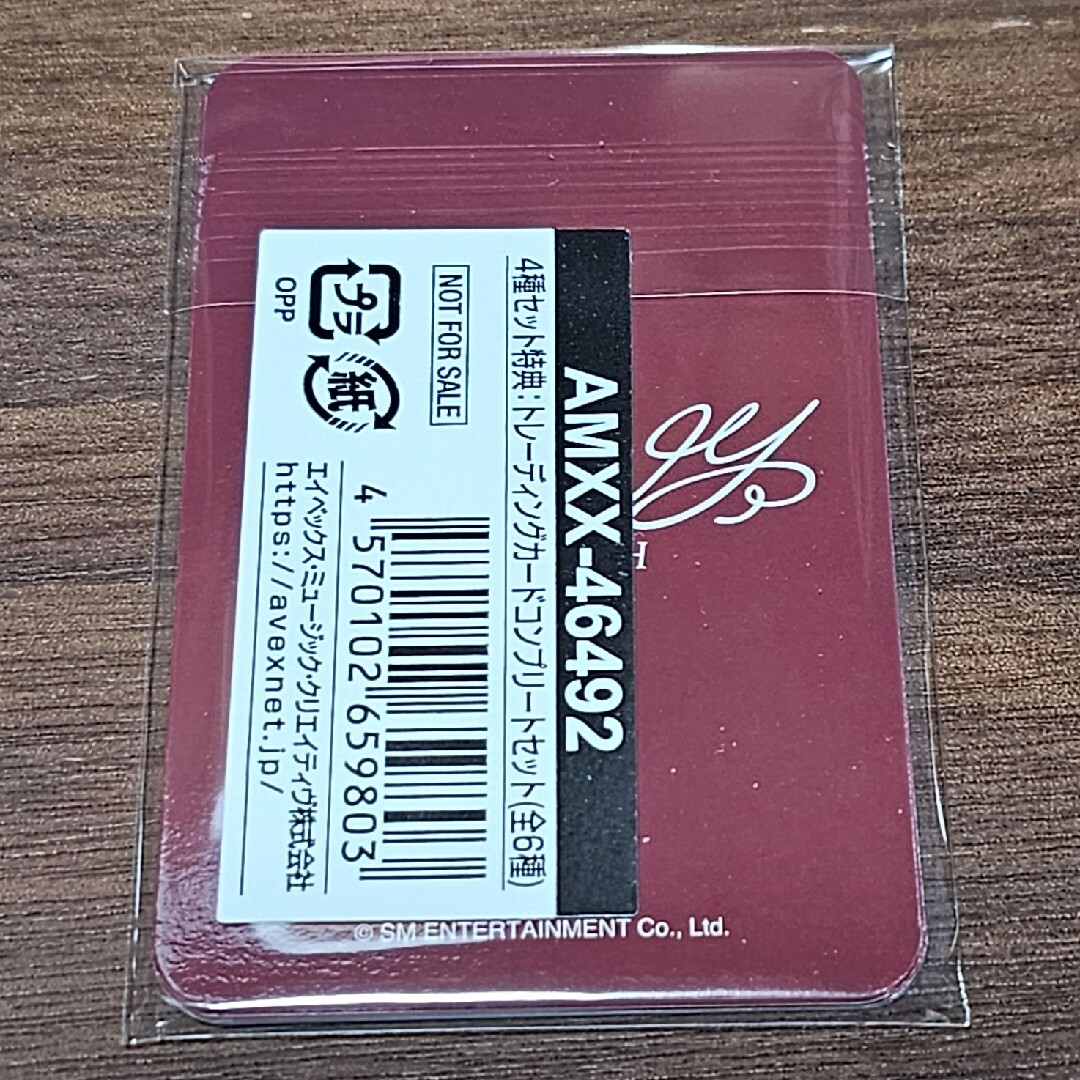 AMXX-46492
4種セット特典:トレーディングカードコンプリートセット(全6種)
NOT FOR SALE
プラ
紙
OPP
4 570102 659803
エイベックス・ミュージック・クリエイティヴ株式会社
https://avexnet.jp/
H
© SM ENTERTAINMENT Co., Ltd.